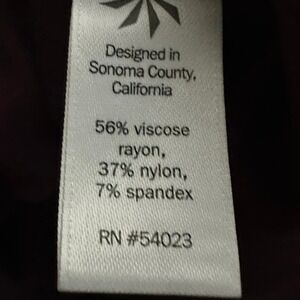 Designed in
Sonoma County,
California
56% viscose
rayon,
37% nylon,
7% spandex
RN #54023